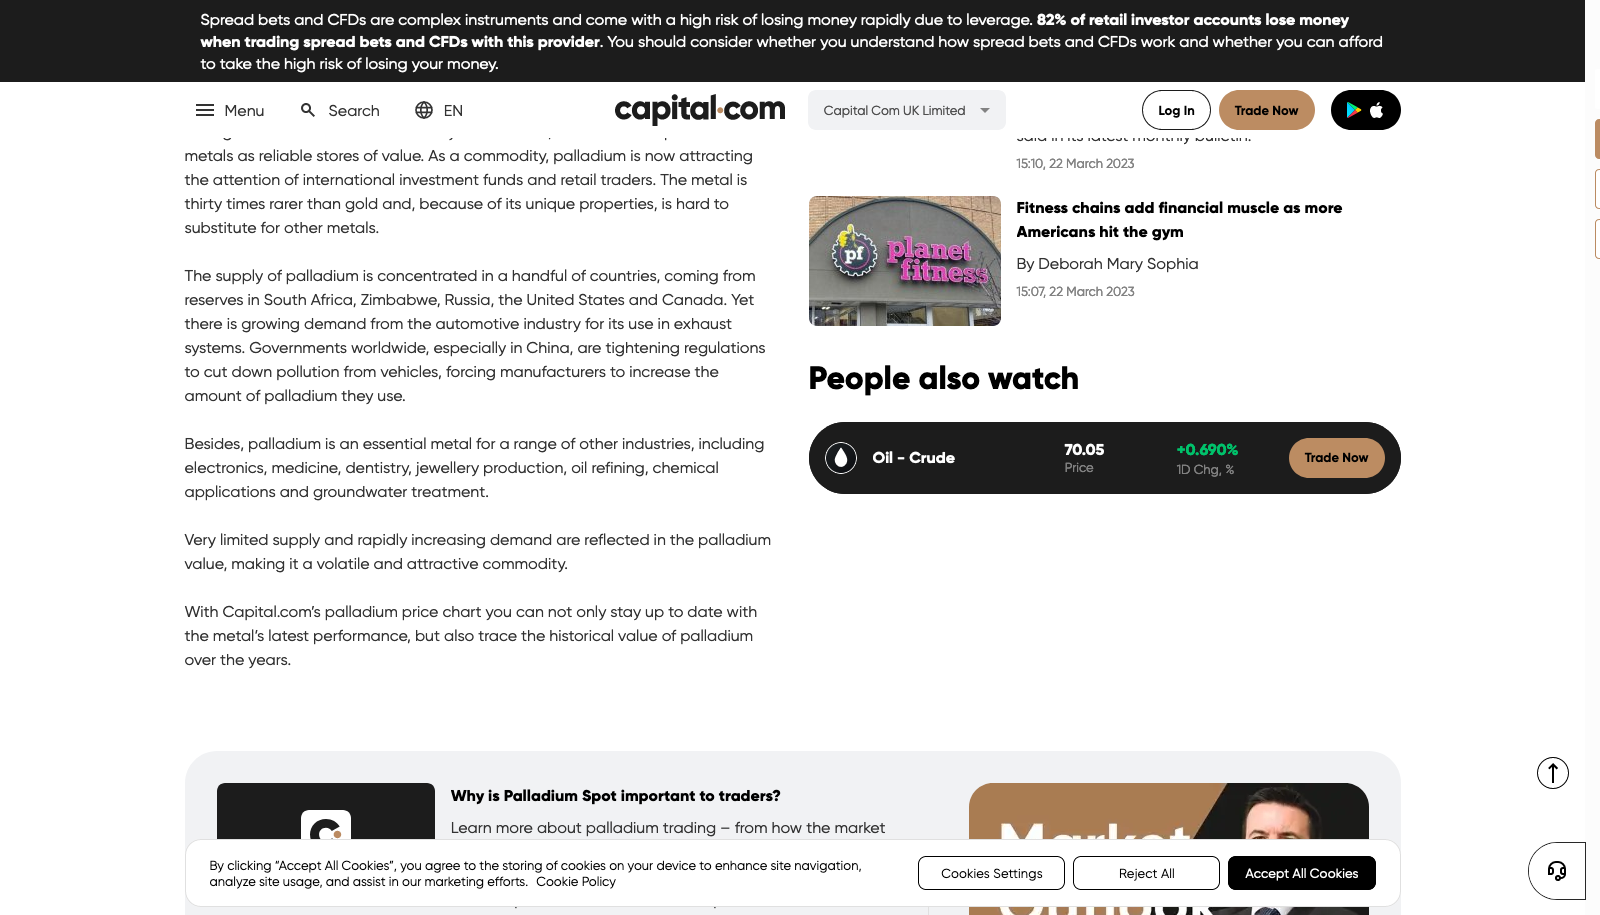 Spread bets and CFDs are complex instruments and come with a high risk of losing money rapidly due to leverage. 82% of retail investor accounts lose money
when trading spread bets and CFDs with this provider. You should consider whether you understand how spread bets and CFDs work and whether you can afford
to take the high risk of losing your money.
Menu
Search
EN
capital.com
Capital Com UK Limited
Log In
Trade Now
metals as reliable stores of value. As a commodity, palladium is now attracting
the attention of international investment funds and retail traders. The metal is
thirty times rarer than gold and, because of its unique properties, is hard to
substitute for other metals.
The supply of palladium is concentrated in a handful of countries, coming from
reserves in South Africa, Zimbabwe, Russia, the United States and Canada. Yet
there is growing demand from the automotive industry for its use in exhaust
systems. Governments worldwide, especially in China, are tightening regulations
to cut down pollution from vehicles, forcing manufacturers to increase the
amount of palladium they use.
Besides, palladium is an essential metal for a range of other industries, including
electronics, medicine, dentistry, jewellery production, oil refining, chemical
applications and groundwater treatment.
Very limited supply and rapidly increasing demand are reflected in the palladium
value, making it a volatile and attractive commodity.
With Capital.com’s palladium price chart you can not only stay up to date with
the metal’s latest performance, but also trace the historical value of palladium
over the years.
said in its latest monthly bulletin.
15:10, 22 March 2023
pf planet
fitness
Fitness chains add financial muscle as more
Americans hit the gym
By Deborah Mary Sophia
15:07, 22 March 2023
People also watch
Oil - Crude
70.05
Price
+0.690%
1D Chg, %
Trade Now
Why is Palladium Spot important to traders?
Learn more about palladium trading – from how the market
Market
Outlook
By clicking “Accept All Cookies”, you agree to the storing of cookies on your device to enhance site navigation,
analyze site usage, and assist in our marketing efforts. Cookie Policy
Cookies Settings
Reject All
Accept All Cookies